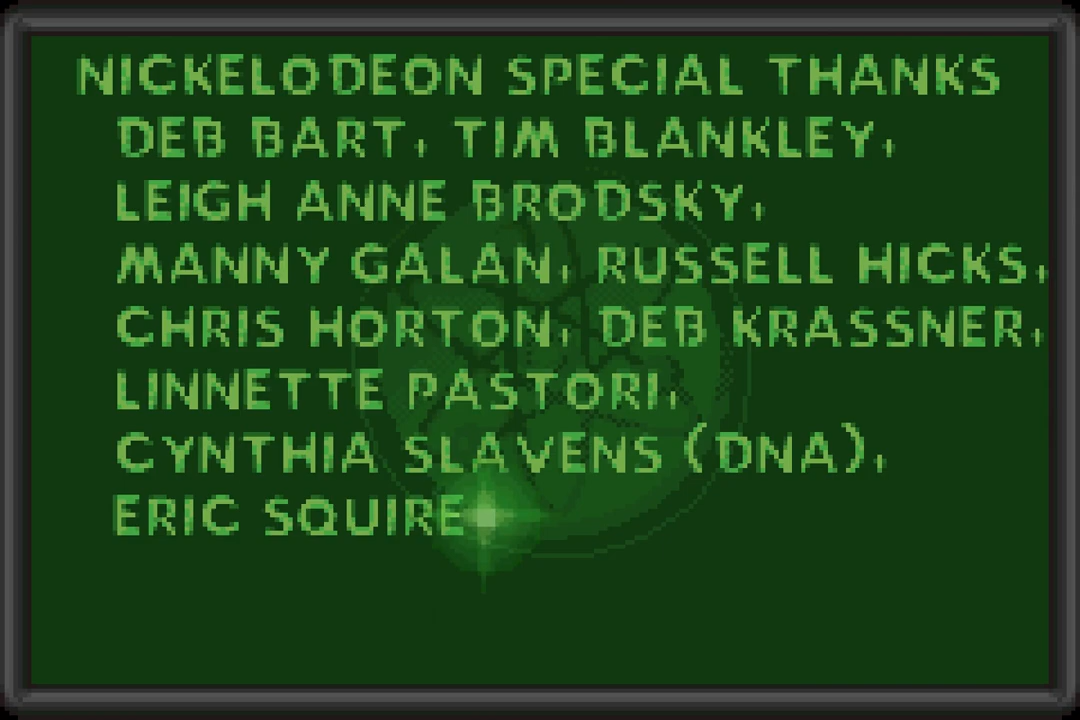 NICKELODEON SPECIAL THANKS
DEB BART, TIM BLANKLEY,
LEIGH ANNE BRODSKY,
MANNY GALAN, RUSSELL HICKS,
CHRIS HORTON, DEB KRASSNER,
LINNETTE PASTORI,
CYNTHIA SLAVENS (DNA),
ERIC SQUIRE